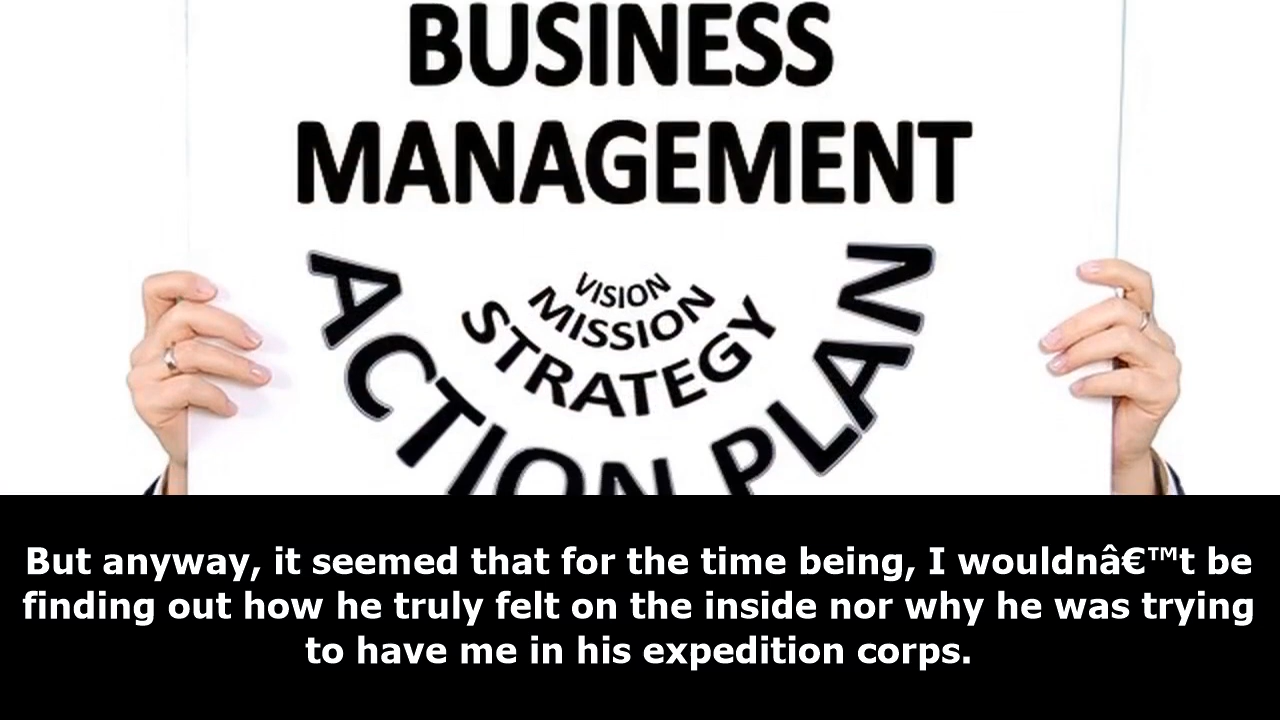 BUSINESS
MANAGEMENT
VISION
MISSION
STRATEGY
ACTION PLAN
But anyway, it seemed that for the time being, I wouldnâ€™t be
finding out how he truly felt on the inside nor why he was trying
to have me in his expedition corps.